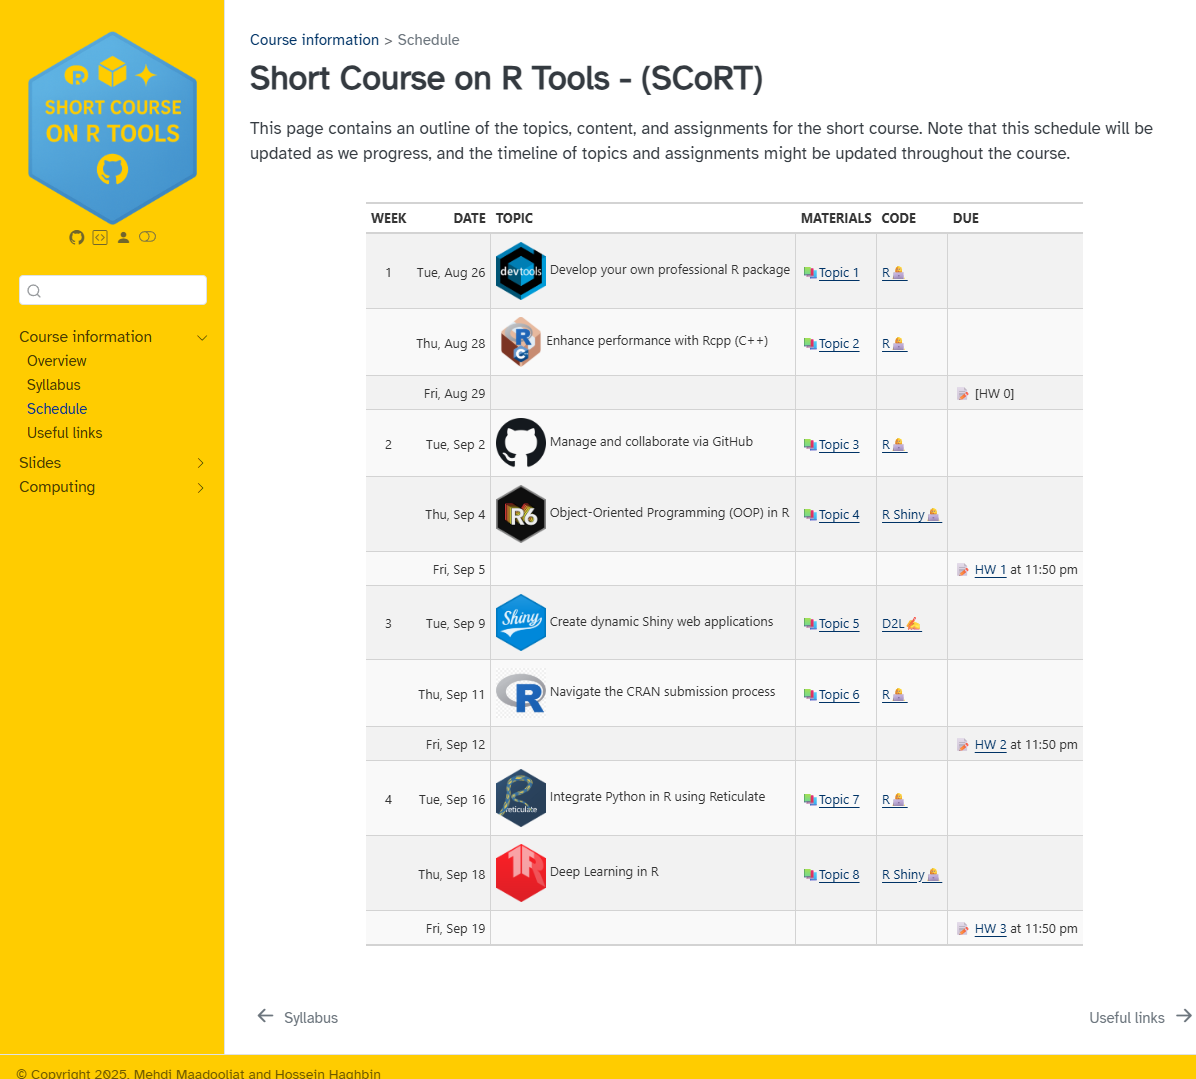 SHORT COURSE
ON R TOOLS
Course information
Overview
Syllabus
Schedule
Useful links
Slides
Computing
Course information > Schedule
Short Course on R Tools - (SCoRT)
This page contains an outline of the topics, content, and assignments for the short course. Note that this schedule will be
updated as we progress, and the timeline of topics and assignments might be updated throughout the course.
WEEK DATE TOPIC MATERIALS CODE DUE
1 Tue, Aug 26 devtools Develop your own professional R package Topic 1 R
Thu, Aug 28 R C Enhance performance with Rcpp (C++) Topic 2 R
Fri, Aug 29 [HW 0]
2 Tue, Sep 2 Manage and collaborate via GitHub Topic 3 R
Thu, Sep 4 R6 Object-Oriented Programming (OOP) in R Topic 4 R Shiny
Fri, Sep 5 HW 1 at 11:50 pm
3 Tue, Sep 9 Shiny Create dynamic Shiny web applications Topic 5 D2L
Thu, Sep 11 R Navigate the CRAN submission process Topic 6 R
Fri, Sep 12 HW 2 at 11:50 pm
4 Tue, Sep 16 reticulate Integrate Python in R using Reticulate Topic 7 R
Thu, Sep 18 TR Deep Learning in R Topic 8 R Shiny
Fri, Sep 19 HW 3 at 11:50 pm
Syllabus Useful links
© Copyright 2025, Mehdi Maadooliat and Hossein Haghbin